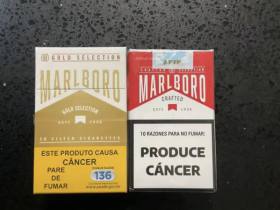 GOLD SELECTION
MARLBORO
GOLD SELECTION
20 FILTER CIGARETTES
ESTE PRODUTO CAUSA
CÂNCER
PARE
DE
FUMAR
136
MARLBORO
CRAFTED
10 RAZONES PARA NO FUMAR:
PRODUCE
CÁNCER